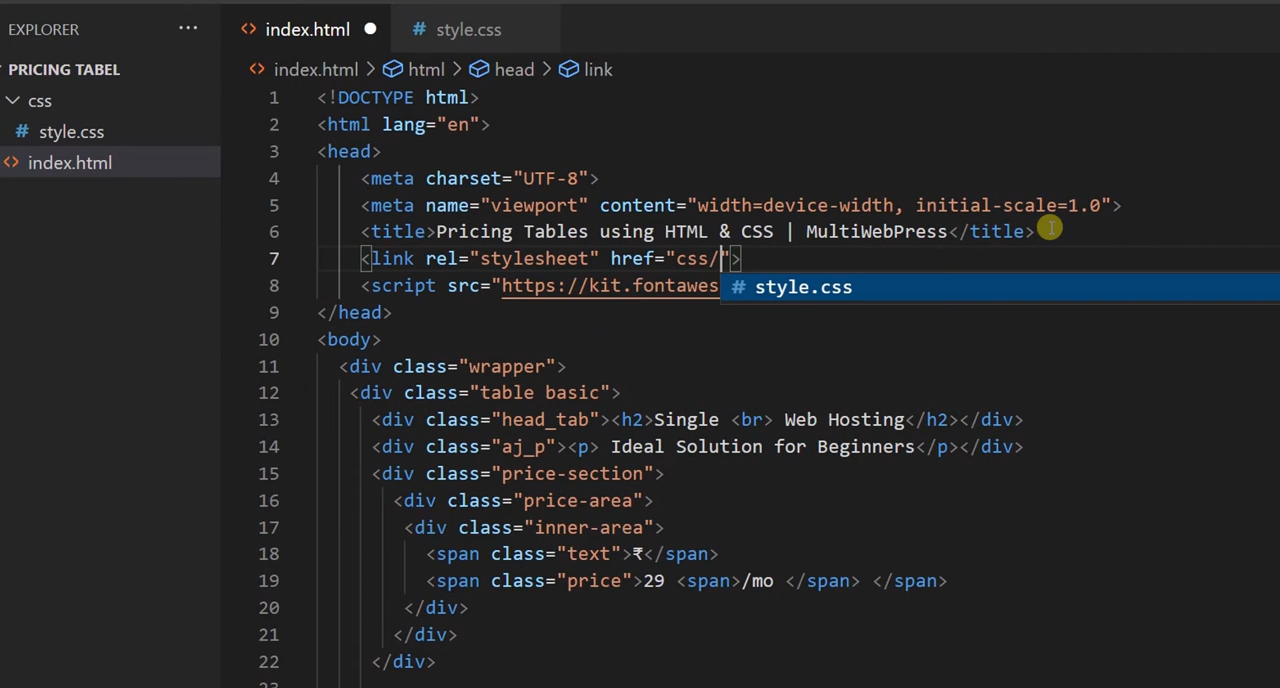 EXPLORER ···
PRICING TABEL
css
# style.css
<> index.html
<> index.html ● # style.css
<> index.html > html > head > link
1 <!DOCTYPE html>
2 <html lang="en">
3 <head>
4 <meta charset="UTF-8">
5 <meta name="viewport" content="width=device-width, initial-scale=1.0">
6 <title>Pricing Tables using HTML & CSS | MultiWebPress</title>
7 <link rel="stylesheet" href="css/">
# style.css
8 <script src="https://kit.fontawes
9 </head>
10 <body>
11 <div class="wrapper">
12 <div class="table basic">
13 <div class="head_tab"><h2>Single <br> Web Hosting</h2></div>
14 <div class="aj_p"><p> Ideal Solution for Beginners</p></div>
15 <div class="price-section">
16 <div class="price-area">
17 <div class="inner-area">
18 <span class="text">₹</span>
19 <span class="price">29 <span>/mo </span> </span>
20 </div>
21 </div>
22 </div>